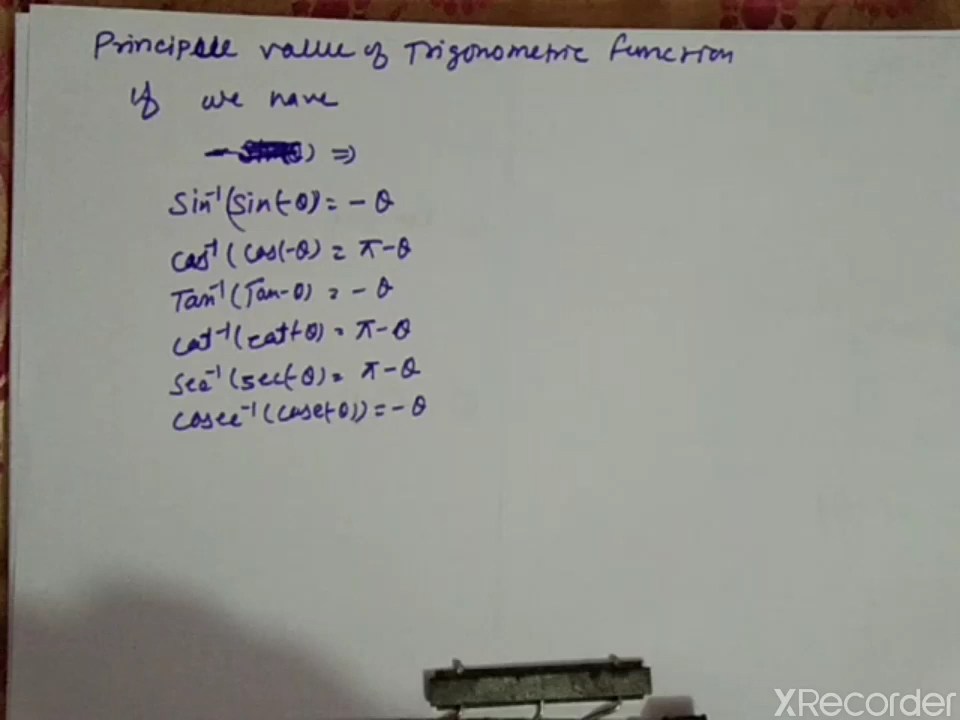 Principle value of Trigonometric function
If we have
⇒
Sin⁻¹(Sin(-θ) = - θ
Cos⁻¹(Cos(-θ) = π - θ
Tan⁻¹(Tan-θ) = - θ
Cot⁻¹(cot(-θ) = π - θ
Sec⁻¹(sec(-θ) = π - θ
Cosec⁻¹(Cosec(-θ)) = - θ
XRecorder